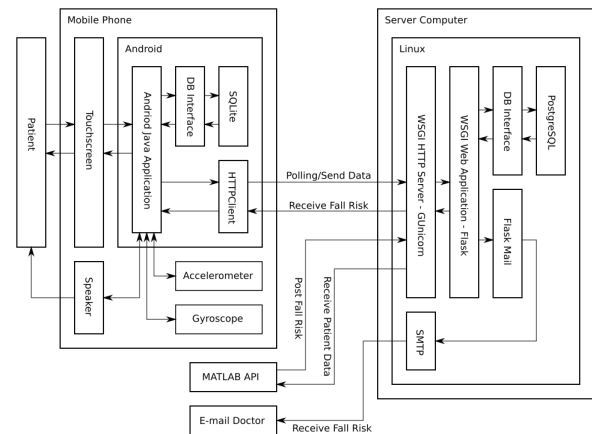 Mobile Phone
Server Computer
Android
Linux
Patient
Touchscreen
Andriod Java Application
DB Interface
SQLite
HTTPClient
Polling/Send Data
Receive Fall Risk
WSGI HTTP Server - GUnicorn
WSGI Web Application - Flask
DB Interface
PostgreSQL
Flask Mail
Speaker
Accelerometer
Gyroscope
Post Fall Risk
Receive Patient Data
SMTP
MATLAB API
E-mail Doctor
Receive Fall Risk